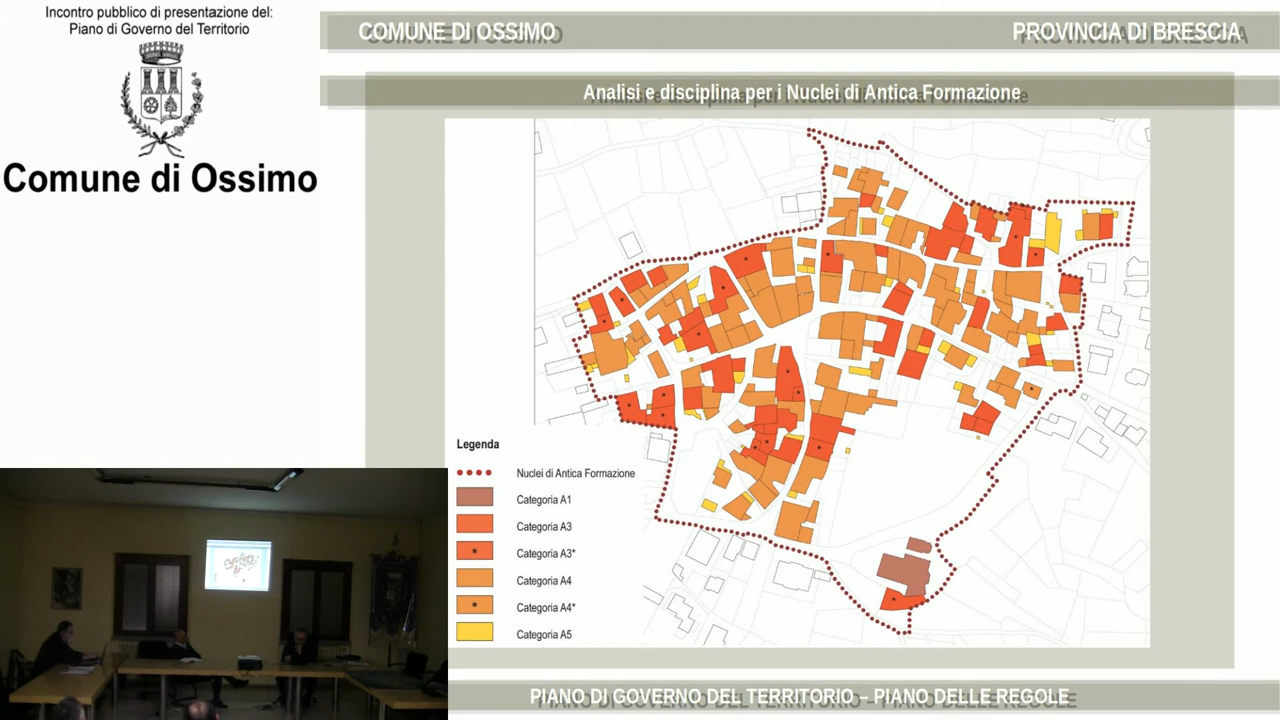 Incontro pubblico di presentazione del:
Piano di Governo del Territorio
Comune di Ossimo
COMUNE DI OSSIMO
PROVINCIA DI BRESCIA
Analisi e disciplina per i Nuclei di Antica Formazione
Legenda
Nuclei di Antica Formazione
Categoria A1
Categoria A3
* Categoria A3*
Categoria A4
* Categoria A4*
Categoria A5
PIANO DI GOVERNO DEL TERRITORIO – PIANO DELLE REGOLE